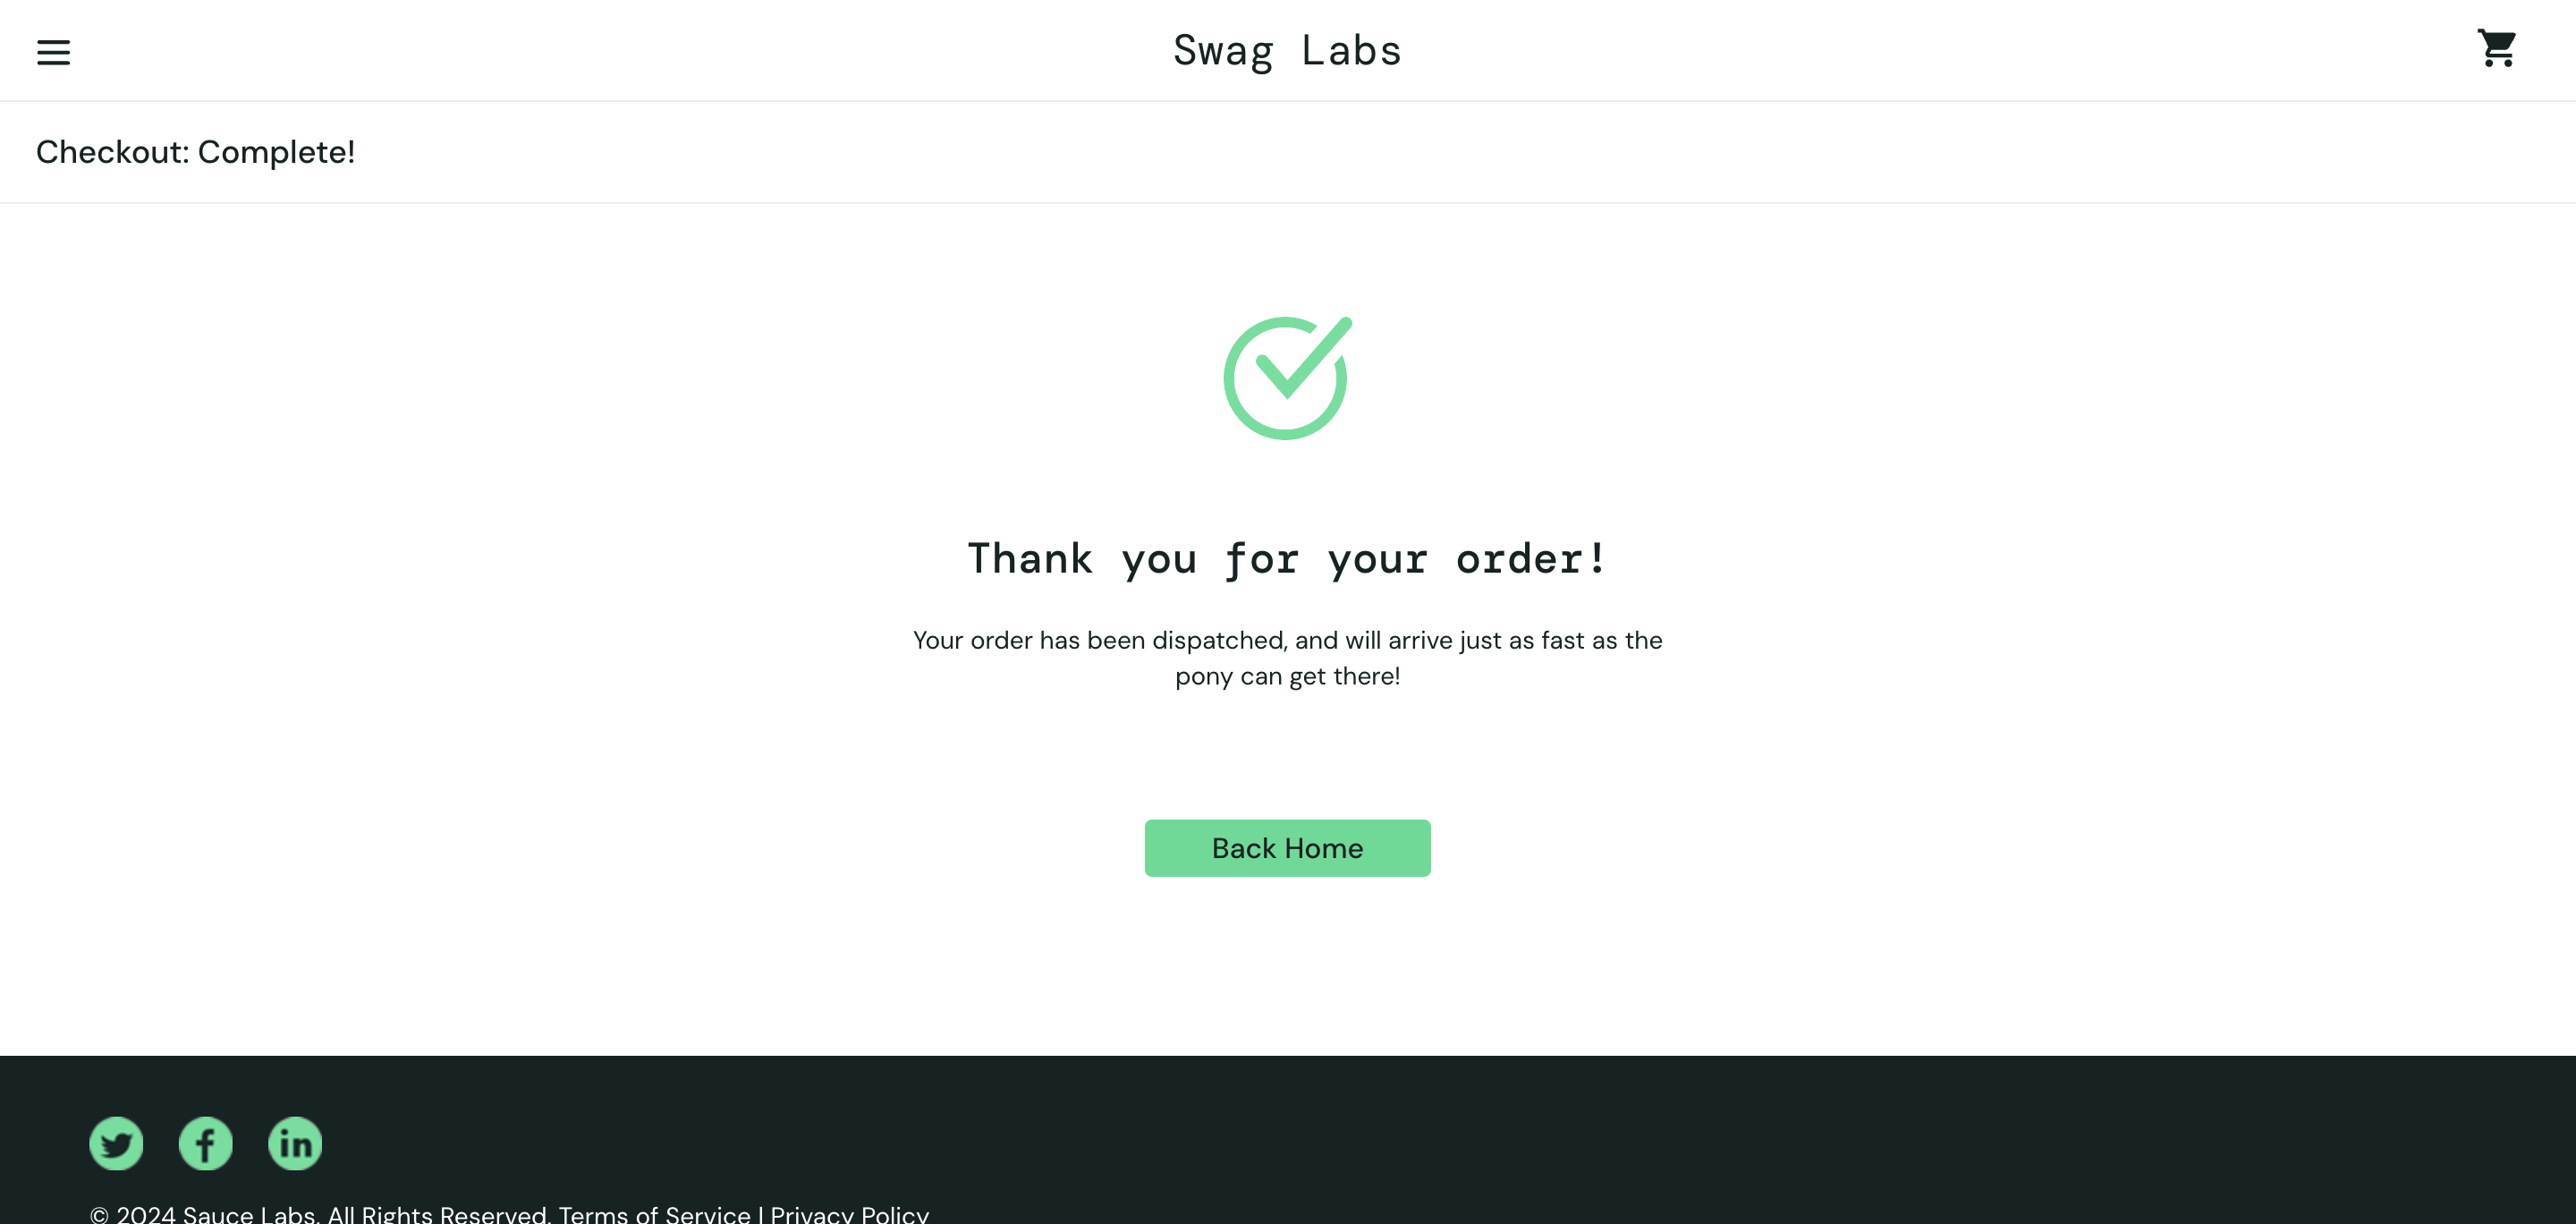 Swag Labs
Checkout: Complete!
Thank you for your order!
Your order has been dispatched, and will arrive just as fast as the
pony can get there!
Back Home
© 2024 Sauce Labs. All Rights Reserved. Terms of Service | Privacy Policy